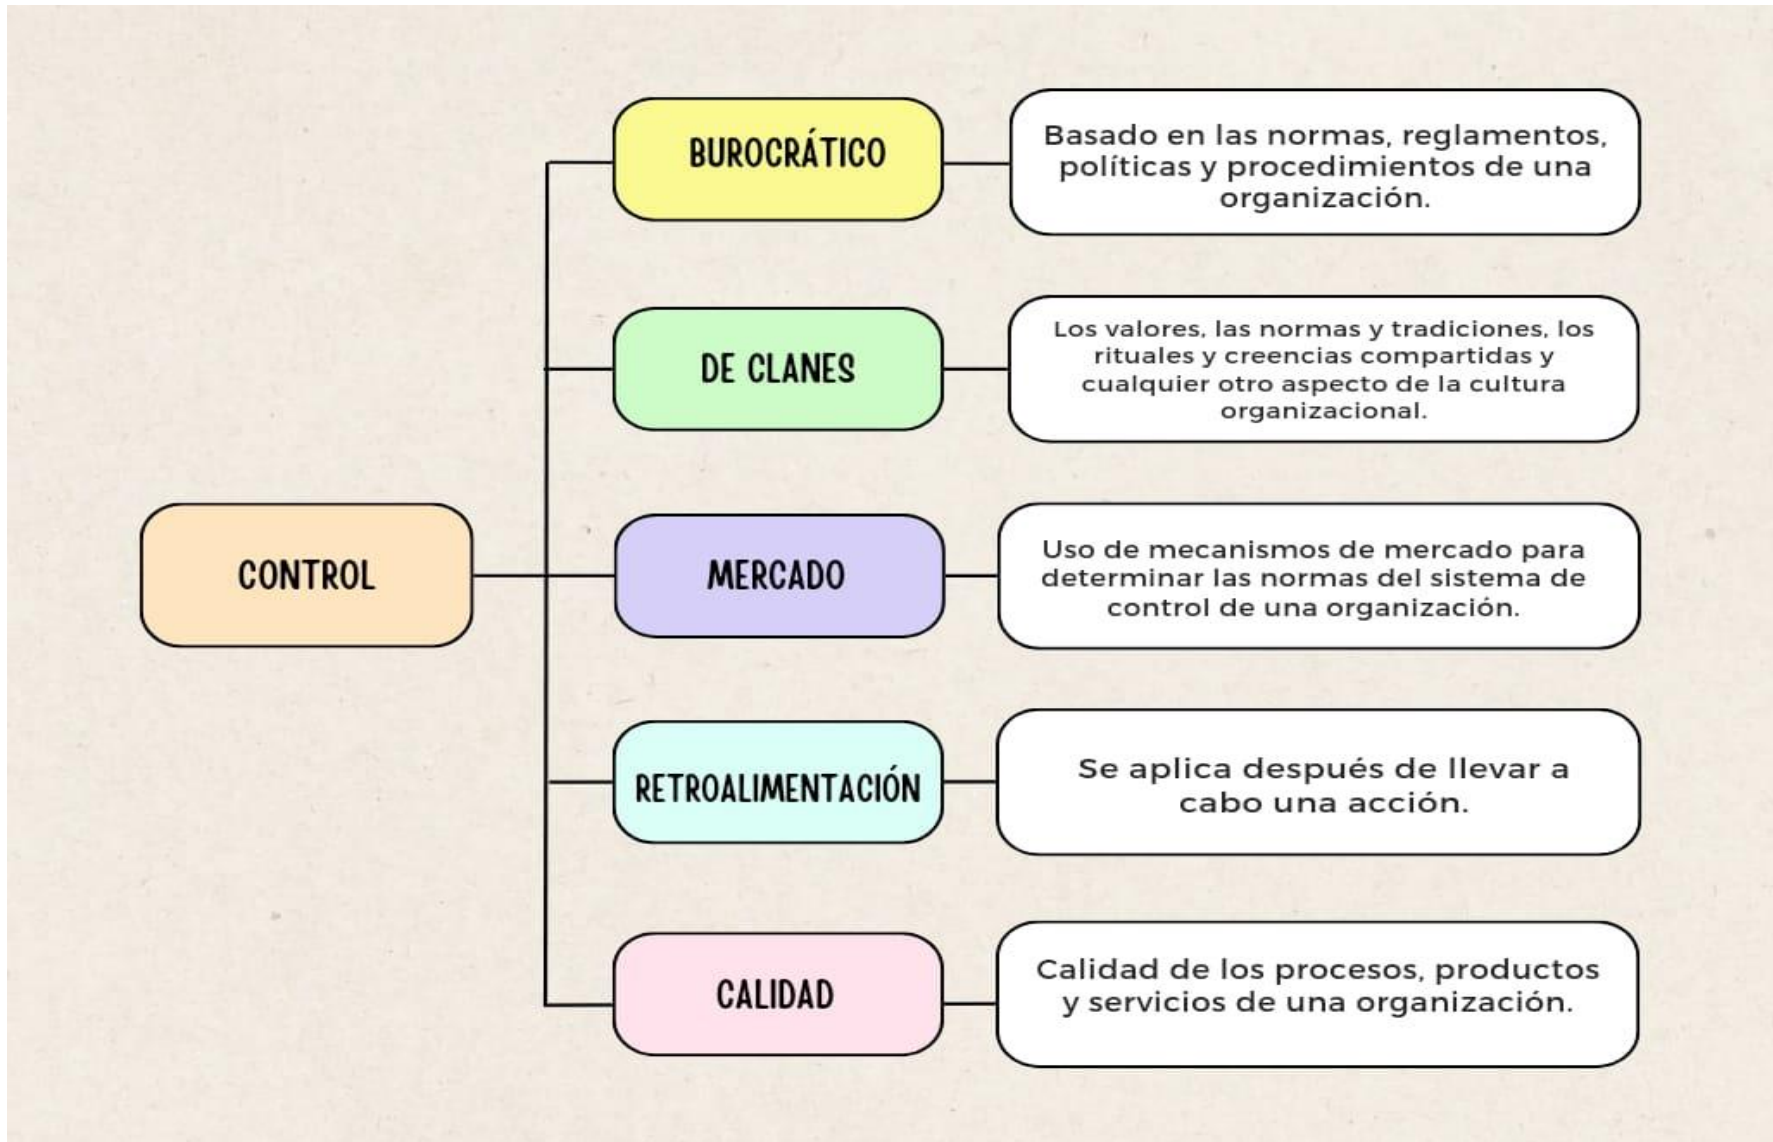 BUROCRÁTICO
Basado en las normas, reglamentos,
políticas y procedimientos de una
organización.
DE CLANES
Los valores, las normas y tradiciones, los
rituales y creencias compartidas y
cualquier otro aspecto de la cultura
organizacional.
CONTROL
MERCADO
Uso de mecanismos de mercado para
determinar las normas del sistema de
control de una organización.
RETROALIMENTACIÓN
Se aplica después de llevar a
cabo una acción.
CALIDAD
Calidad de los procesos, productos
y servicios de una organización.